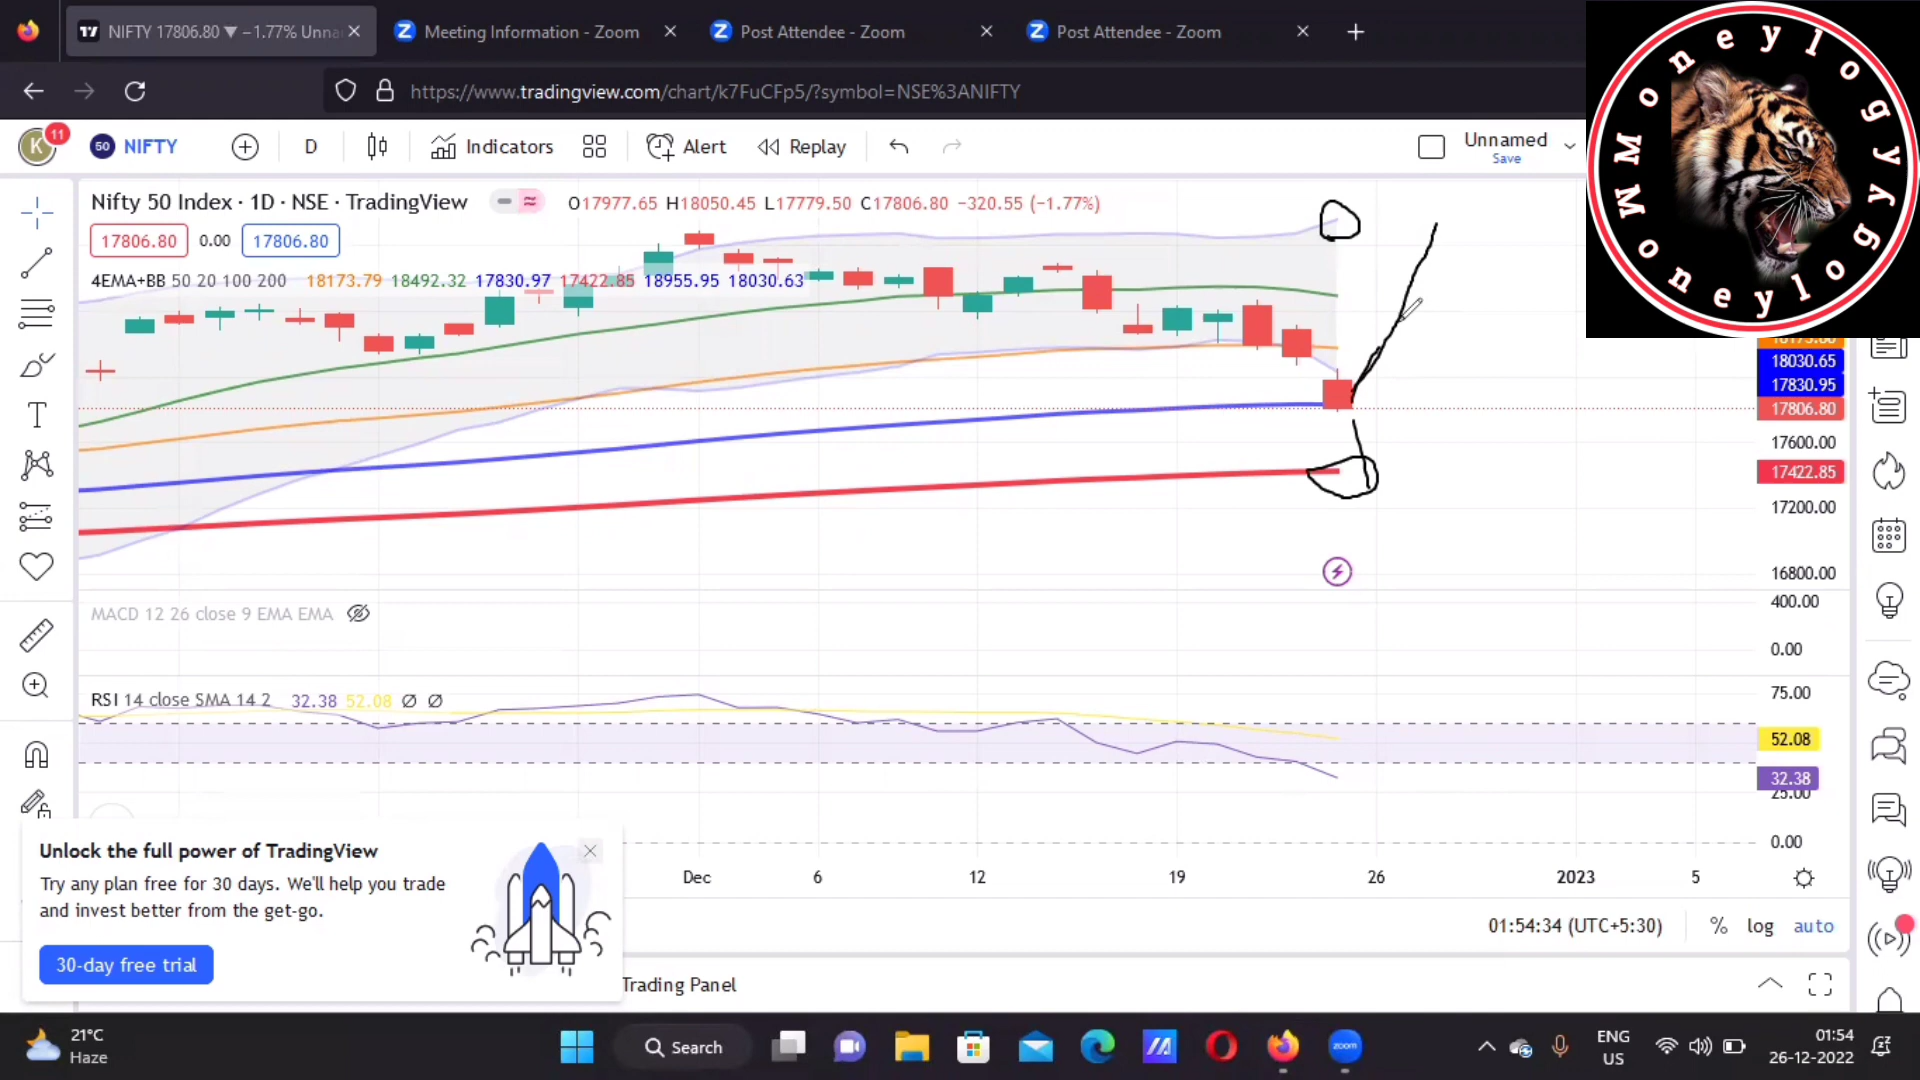 NIFTY 17806.80 ▼ −1.77% Unna
Meeting Information - Zoom
Post Attendee - Zoom
Post Attendee - Zoom
https://www.tradingview.com/chart/k7FuCFp5/?symbol=NSE%3ANIFTY
WMoneylogyy
WMoneylogyy
K 11
50 NIFTY
D
Indicators
Alert
Replay
Unnamed
Save
Nifty 50 Index · 1D · NSE · TradingView
O17977.65 H18050.45 L17779.50 C17806.80 −320.55 (−1.77%)
17806.80 0.00 17806.80
4EMA+BB 50 20 100 200 18173.79 18492.32 17830.97 17422.85 18955.95 18030.63
18030.65
17830.95
17806.80
17600.00
17422.85
17200.00
16800.00
MACD 12 26 close 9 EMA EMA
400.00
0.00
RSI 14 close SMA 14 2 32.38 52.08 Ø Ø
75.00
52.08
32.38
25.00
0.00
Unlock the full power of TradingView
Try any plan free for 30 days. We'll help you trade
and invest better from the get-go.
30-day free trial
Dec 6 12 19 26 2023 5
01:54:34 (UTC+5:30) % log auto
Trading Panel
21°C
Haze
Search
zoom
ENG
US
01:54
26-12-2022